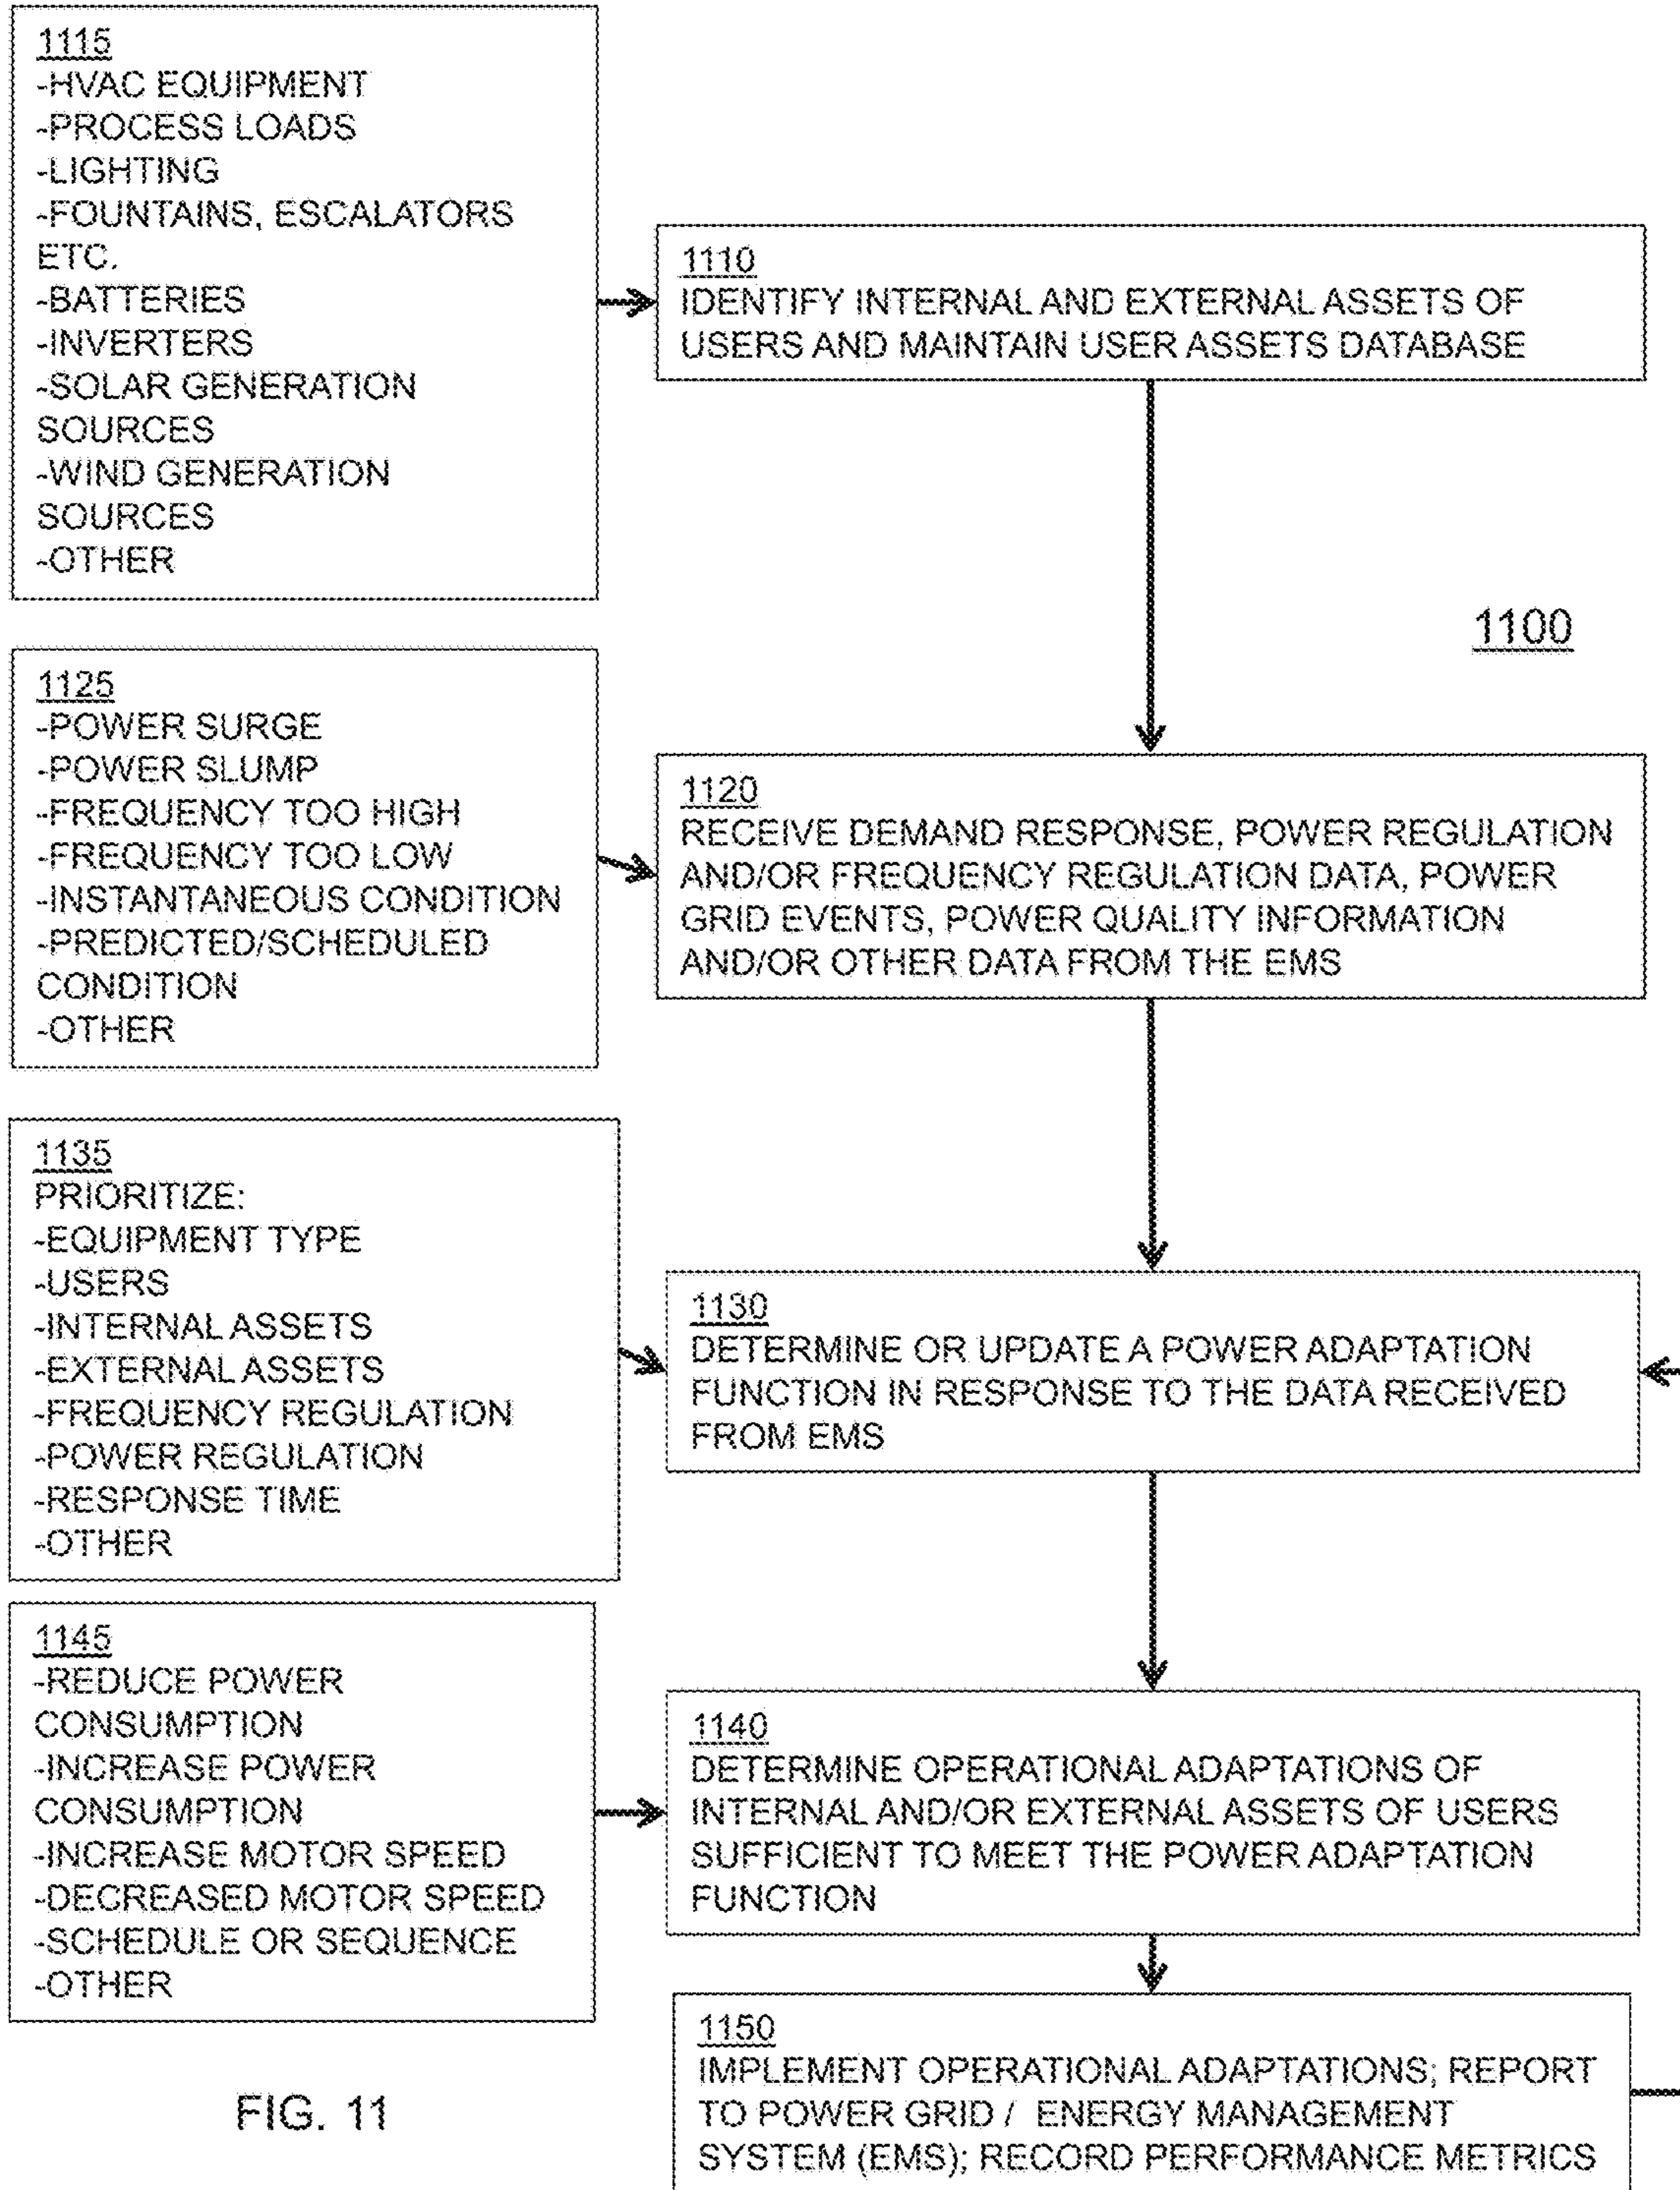 1115
-HVAC EQUIPMENT
-PROCESS LOADS
-LIGHTING
-FOUNTAINS, ESCALATORS
ETC.
-BATTERIES
-INVERTERS
-SOLAR GENERATION
SOURCES
-WIND GENERATION
SOURCES
-OTHER
1110
IDENTIFY INTERNAL AND EXTERNAL ASSETS OF
USERS AND MAINTAIN USER ASSETS DATABASE
1100
1125
-POWER SURGE
-POWER SLUMP
-FREQUENCY TOO HIGH
-FREQUENCY TOO LOW
-INSTANTANEOUS CONDITION
-PREDICTED/SCHEDULED
CONDITION
-OTHER
1120
RECEIVE DEMAND RESPONSE, POWER REGULATION
AND/OR FREQUENCY REGULATION DATA, POWER
GRID EVENTS, POWER QUALITY INFORMATION
AND/OR OTHER DATA FROM THE EMS
1135
PRIORITIZE:
-EQUIPMENT TYPE
-USERS
-INTERNAL ASSETS
-EXTERNAL ASSETS
-FREQUENCY REGULATION
-POWER REGULATION
-RESPONSE TIME
-OTHER
1130
DETERMINE OR UPDATE A POWER ADAPTATION
FUNCTION IN RESPONSE TO THE DATA RECEIVED
FROM EMS
1145
-REDUCE POWER
CONSUMPTION
-INCREASE POWER
CONSUMPTION
-INCREASE MOTOR SPEED
-DECREASED MOTOR SPEED
-SCHEDULE OR SEQUENCE
-OTHER
1140
DETERMINE OPERATIONAL ADAPTATIONS OF
INTERNAL AND/OR EXTERNAL ASSETS OF USERS
SUFFICIENT TO MEET THE POWER ADAPTATION
FUNCTION
1150
IMPLEMENT OPERATIONAL ADAPTATIONS; REPORT
TO POWER GRID / ENERGY MANAGEMENT
SYSTEM (EMS); RECORD PERFORMANCE METRICS
FIG. 11